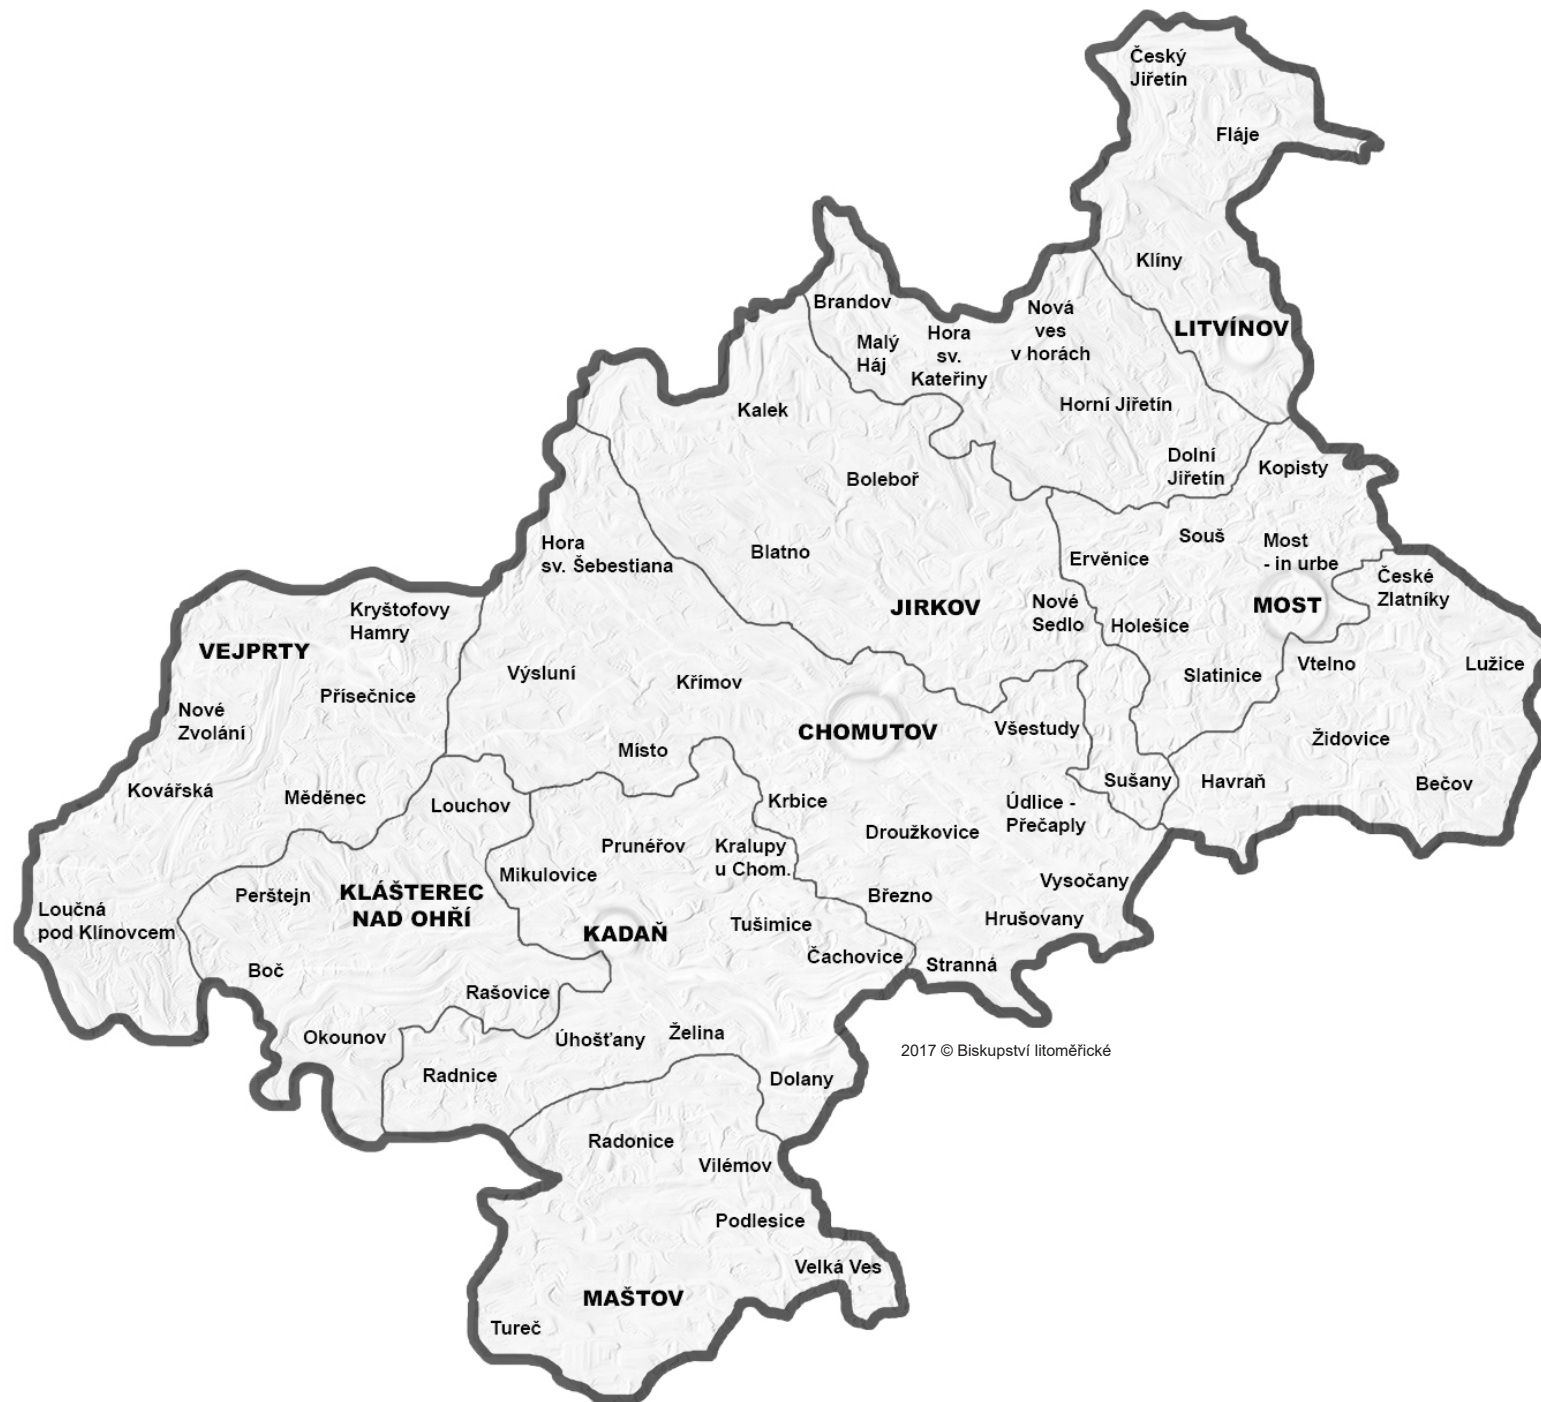 Český
Jiřetín
Fláje
Klíny
LITVÍNOV
Brandov
Malý
Háj
Hora
sv.
Kateřiny
Nová
ves
v horách
Horní Jiřetín
Dolní
Jiřetín
Kopisty
Kalek
Boleboř
Blatno
JIRKOV
Nové
Sedlo
Ervěnice
Souš
Most
- in urbe
MOST
Holešice
Slatinice
České
Zlatníky
Vtelno
Lužice
Židovice
Havraň
Bečov
Sušany
Hora
sv. Šebestiana
Výsluní
Křímov
Místo
CHOMUTOV
Všestudy
Krbice
Droužkovice
Údlice -
Přečaply
Březno
Vysočany
Hrušovany
Stranná
Kryštofovy
Hamry
VEJPRTY
Přísečnice
Nové
Zvolání
Kovářská
Měděnec
Loučná
pod Klínovcem
Louchov
Perštejn
KLÁŠTEREC
NAD OHŘÍ
Boč
Rašovice
Okounov
Mikulovice
Prunéřov
Kralupy
u Chom.
KADAŇ
Tušimice
Čachovice
Úhošťany
Želina
Radnice
Dolany
2017 © Biskupství litoměřické
Radonice
Vilémov
Podlesice
Velká Ves
MAŠTOV
Tureč